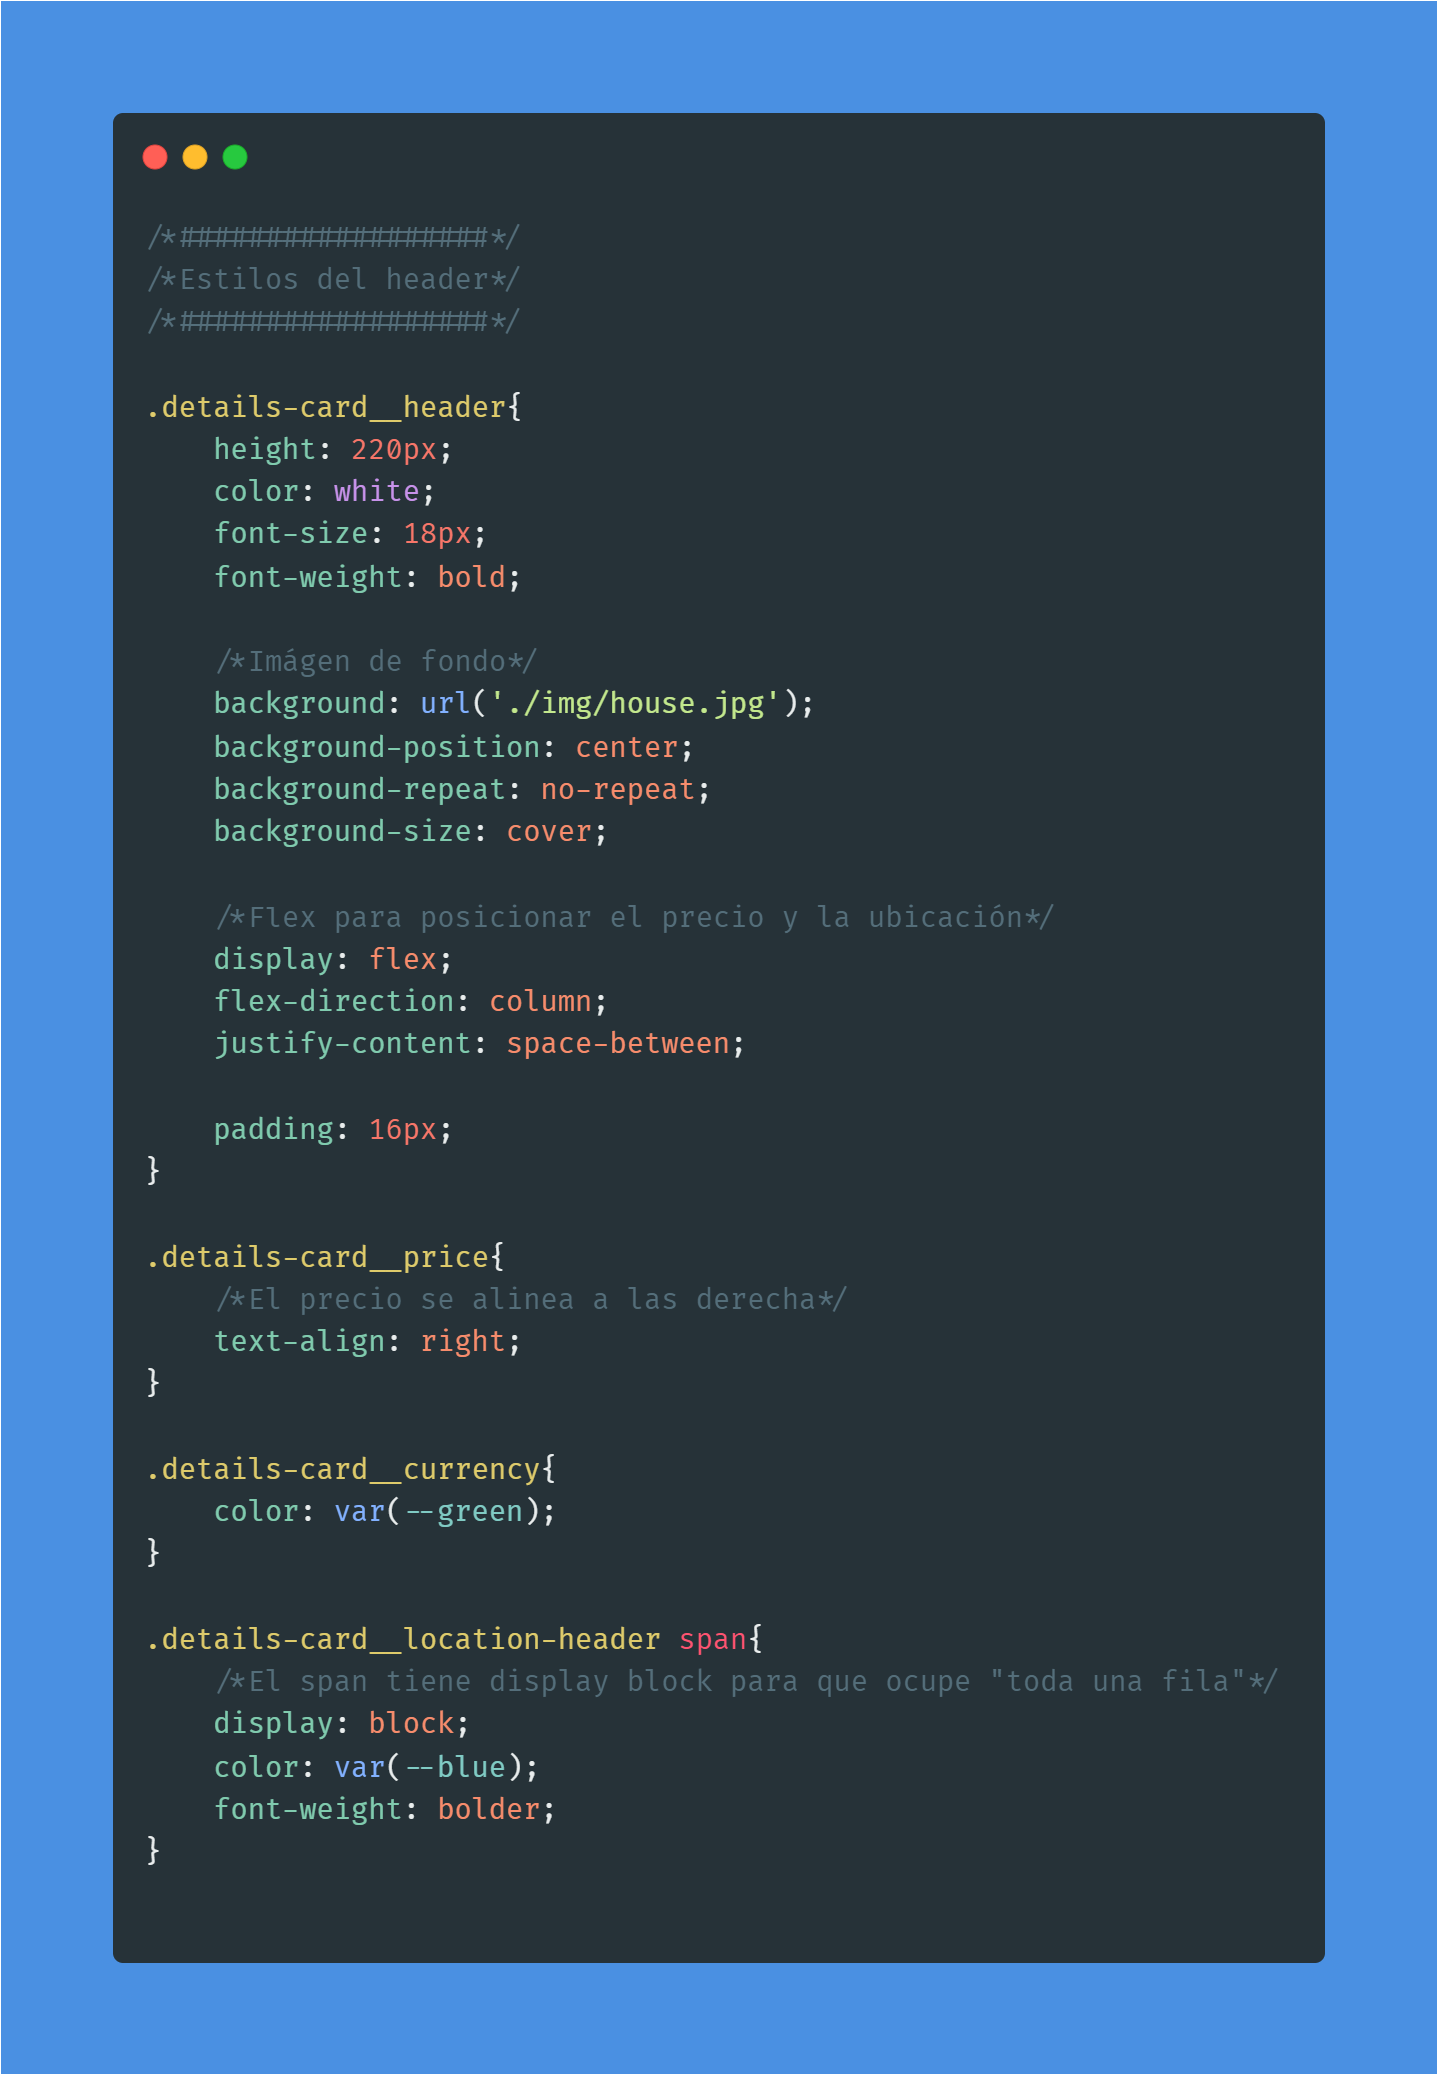 /*##################*/
/*Estilos del header*/
/*##################*/

.details-card__header{
    height: 220px;
    color: white;
    font-size: 18px;
    font-weight: bold;

    /*Imágen de fondo*/
    background: url('./img/house.jpg');
    background-position: center;
    background-repeat: no-repeat;
    background-size: cover;

    /*Flex para posicionar el precio y la ubicación*/
    display: flex;
    flex-direction: column;
    justify-content: space-between;

    padding: 16px;
}

.details-card__price{
    /*El precio se alinea a las derecha*/
    text-align: right;
}

.details-card__currency{
    color: var(--green);
}

.details-card__location-header span{
    /*El span tiene display block para que ocupe "toda una fila"*/
    display: block;
    color: var(--blue);
    font-weight: bolder;
}